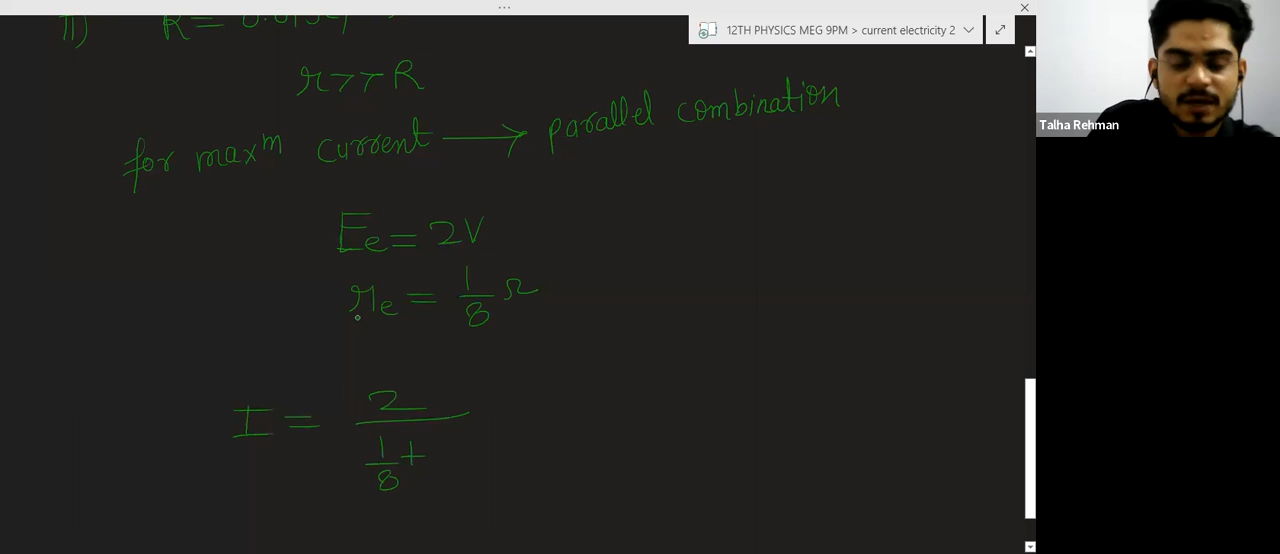 12TH PHYSICS MEG 9PM > current electricity 2
II) R =
r >> R
for maxᵐ current → parallel combination
Talha Rehman
Eₑ = 2V
rₑ = 1/8 Ω
I = 2 / (1/8 +